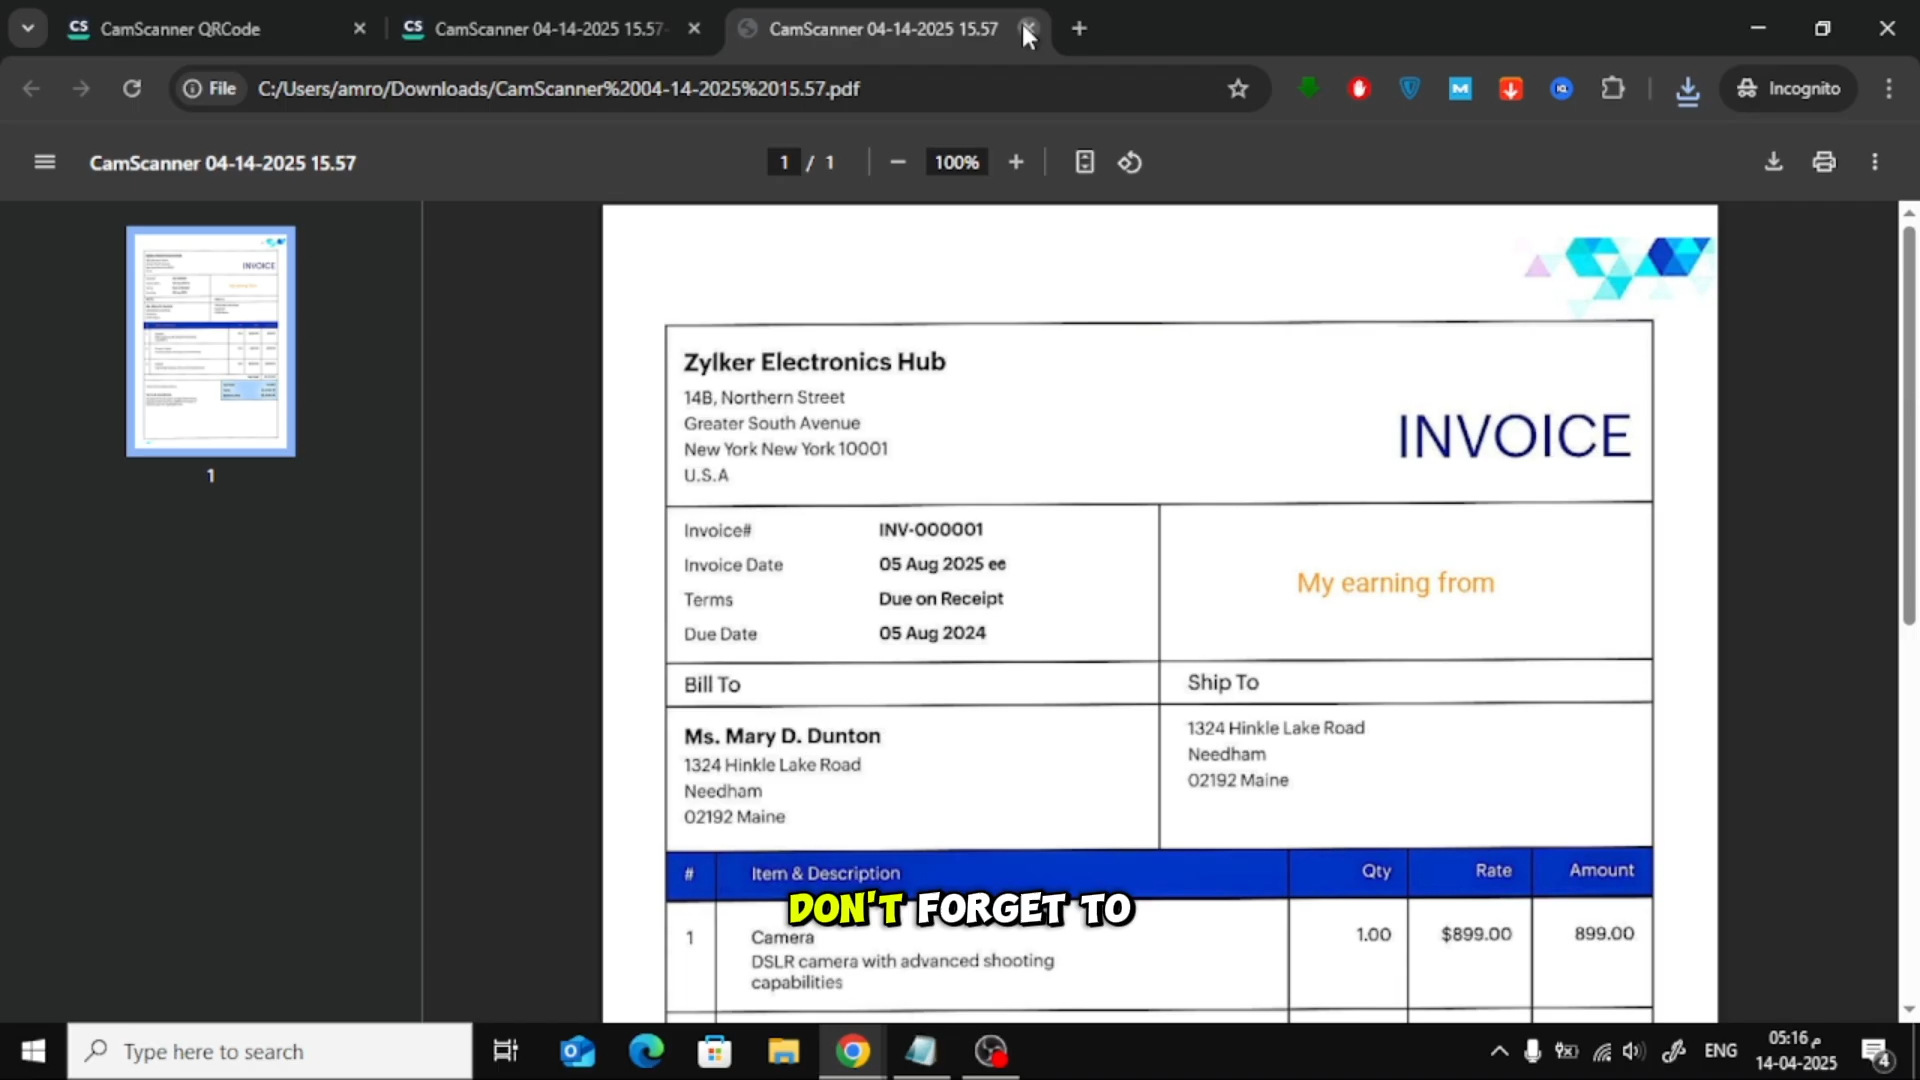 CS CamScanner QRCode
CS CamScanner 04-14-2025 15.57-
CamScanner 04-14-2025 15.57
File
C:/Users/amro/Downloads/CamScanner%2004-14-2025%2015.57.pdf
Incognito
CamScanner 04-14-2025 15.57
1 / 1
100%
1
Zylker Electronics Hub
14B, Northern Street
Greater South Avenue
New York New York 10001
U.S.A
INVOICE
Invoice# INV-000001
Invoice Date 05 Aug 2025 ee
Terms Due on Receipt
Due Date 05 Aug 2024
My earning from
Bill To
Ship To
Ms. Mary D. Dunton
1324 Hinkle Lake Road
Needham
02192 Maine
1324 Hinkle Lake Road
Needham
02192 Maine
# Item & Description Qty Rate Amount
DON'T FORGET TO
1 Camera 1.00 $899.00 899.00
DSLR camera with advanced shooting
capabilities
Type here to search
ENG
05:16 م
14-04-2025
4